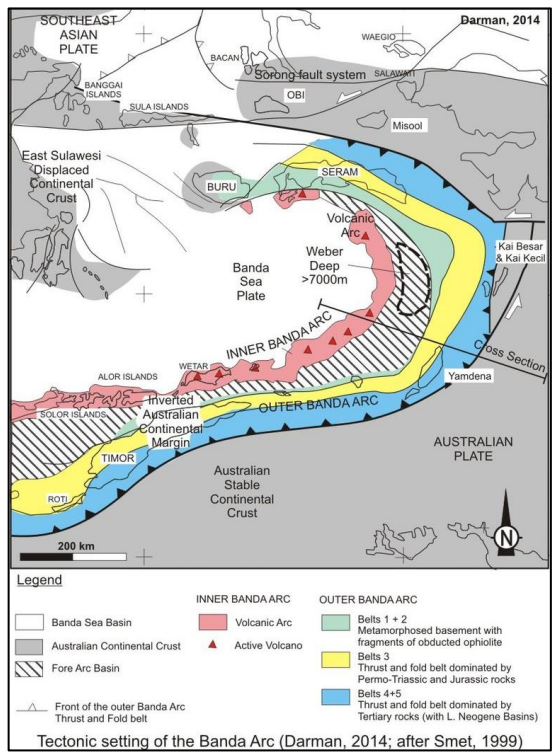 SOUTHEAST
ASIAN
PLATE
Darman, 2014
WAEGIO
BACAN
Sorong fault system
SALAWATI
BANGGAI
ISLANDS
OBI
SULA ISLANDS
Misool
East Sulawesi
Displaced
Continental
Crust
BURU
SERAM
Volcanic
Arc
Weber
Deep
>7000m
Kai Besar
& Kai Kecil
Banda
Sea
Plate
INNER BANDA ARC
Cross Section
WETAR
ALOR ISLANDS
Yamdena
SOLOR ISLANDS
Inverted
Australian
Continental
Margin
OUTER BANDA ARC
TIMOR
AUSTRALIAN
PLATE
Australian
Stable
Continental
Crust
ROTI
200 km
N
Legend
INNER BANDA ARC
OUTER BANDA ARC
Banda Sea Basin
Australian Continental Crust
Fore Arc Basin
Front of the outer Banda Arc
Thrust and Fold belt
Volcanic Arc
Active Volcano
Belts 1 + 2
Metamorphosed basement with
fragments of obducted ophiolite
Belts 3
Thrust and fold belt dominated by
Permo-Triassic and Jurassic rocks
Belts 4+5
Thrust and fold belt dominated by
Tertiary rocks (with L. Neogene Basins)
Tectonic setting of the Banda Arc (Darman, 2014; after Smet, 1999)